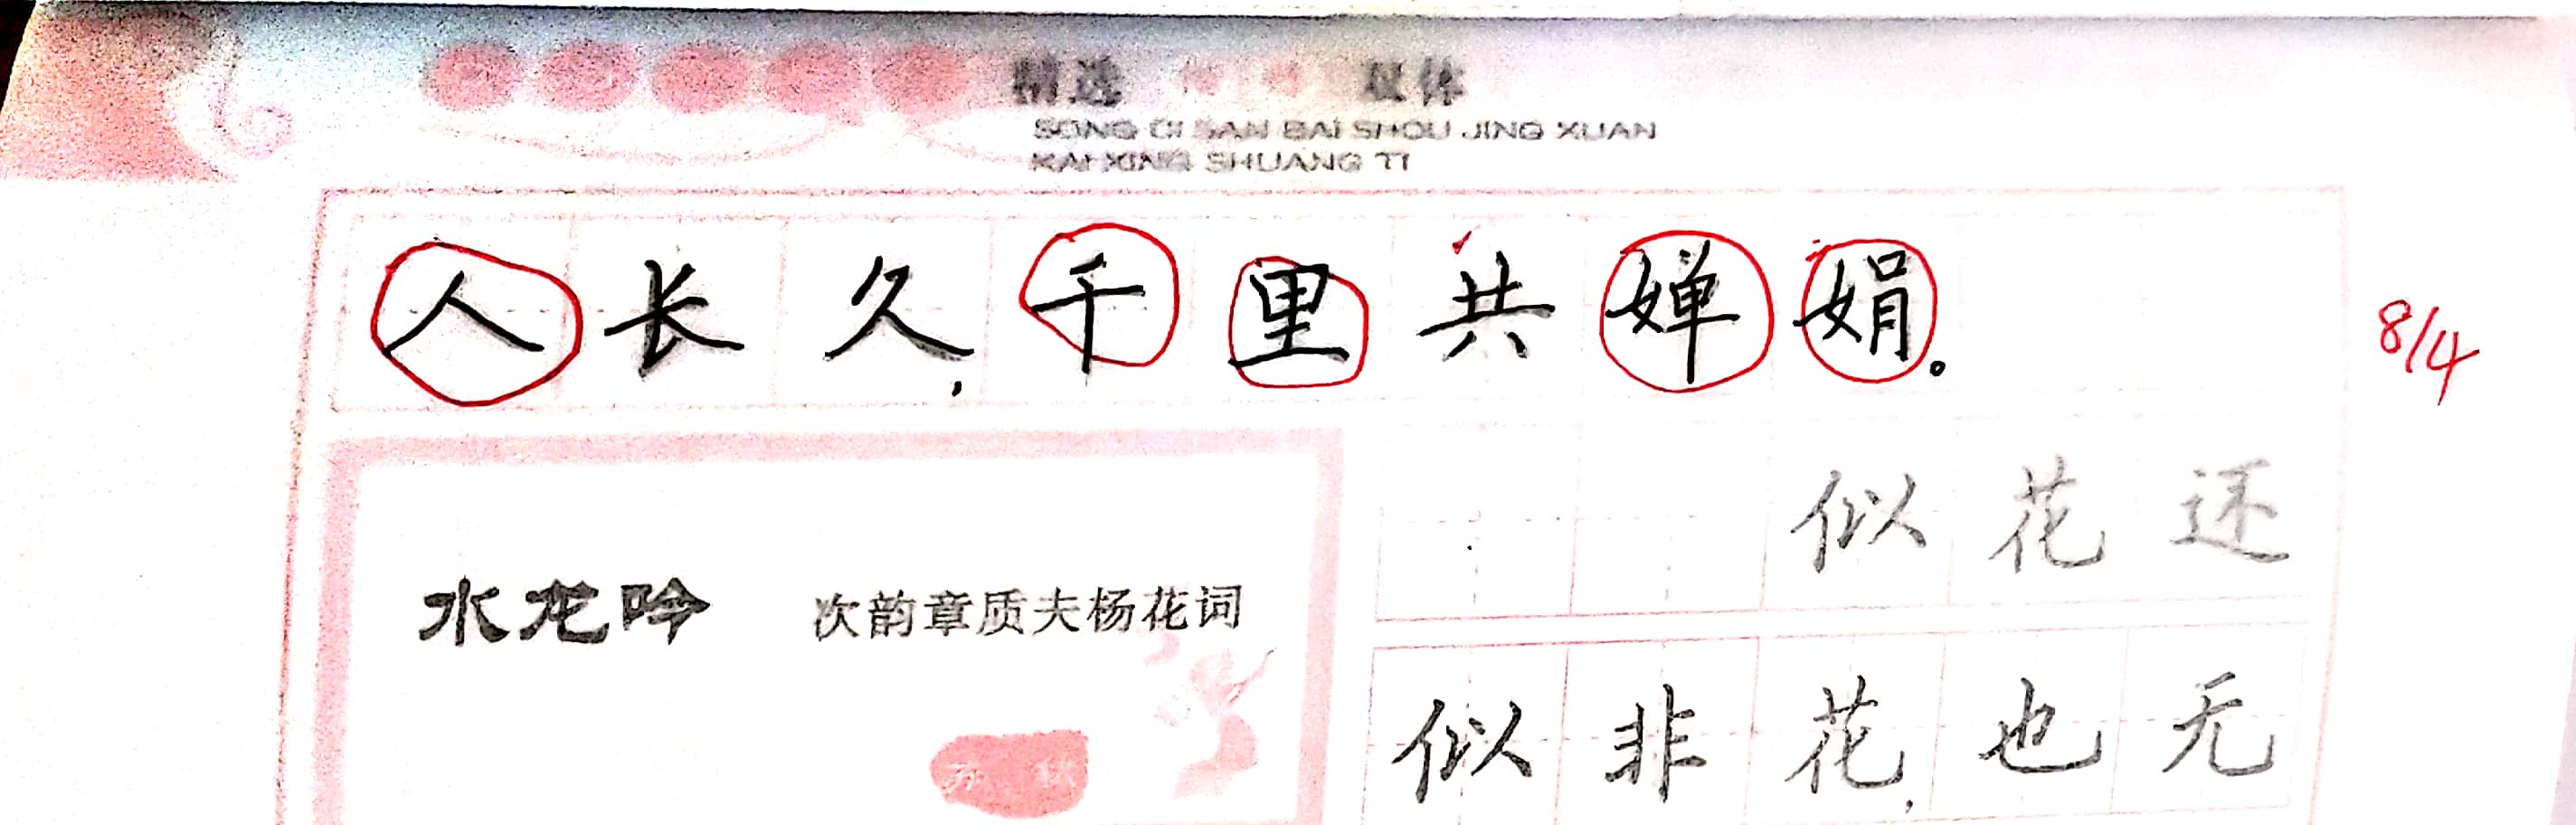 精选 双体
SONG CI SAN BAI SHOU JING XUAN
KAI XING SHUANG TI
人长久,千里共婵娟。
8/4
似花还
水龙吟 次韵章质夫杨花词
似非花,也无